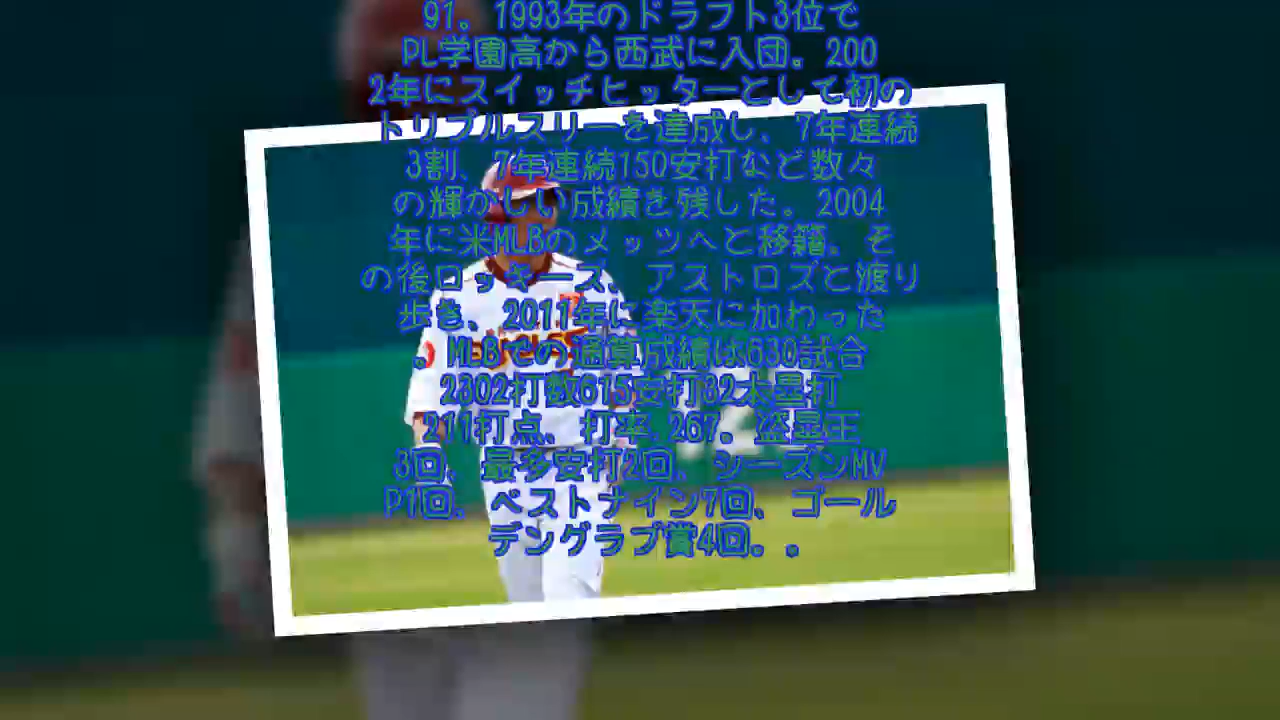 91。1993年のドラフト3位で
PL学園高から西武に入団。200
2年にスイッチヒッターとして初の
トリプルスリーを達成し、7年連続
3割、7年連続150安打など数々
の輝かしい成績を残した。2004
年に米MLBのメッツへと移籍。そ
の後ロッキーズ、アストロズと渡り
歩き、2011年に楽天に加わった
。MLBでの通算成績は630試合
2302打数615安打32本塁打
211打点、打率.267。盗塁王
3回、最多安打2回、シーズンMV
P1回、ベストナイン7回、ゴール
デングラブ賞4回。。